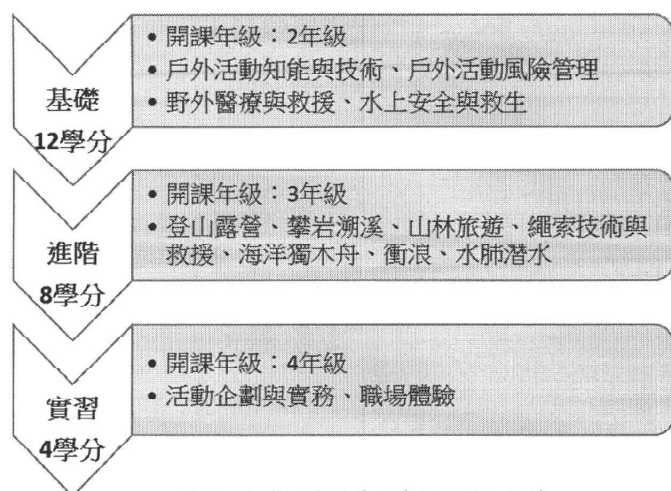 基礎
12學分
• 開課年級：2年級
• 戶外活動知能與技術、戶外活動風險管理
• 野外醫療與救援、水上安全與救生
進階
8學分
• 開課年級：3年級
• 登山露營、攀岩溯溪、山林旅遊、繩索技術與
救援、海洋獨木舟、衝浪、水肺潛水
實習
4學分
• 開課年級：4年級
• 活動企劃與實務、職場體驗